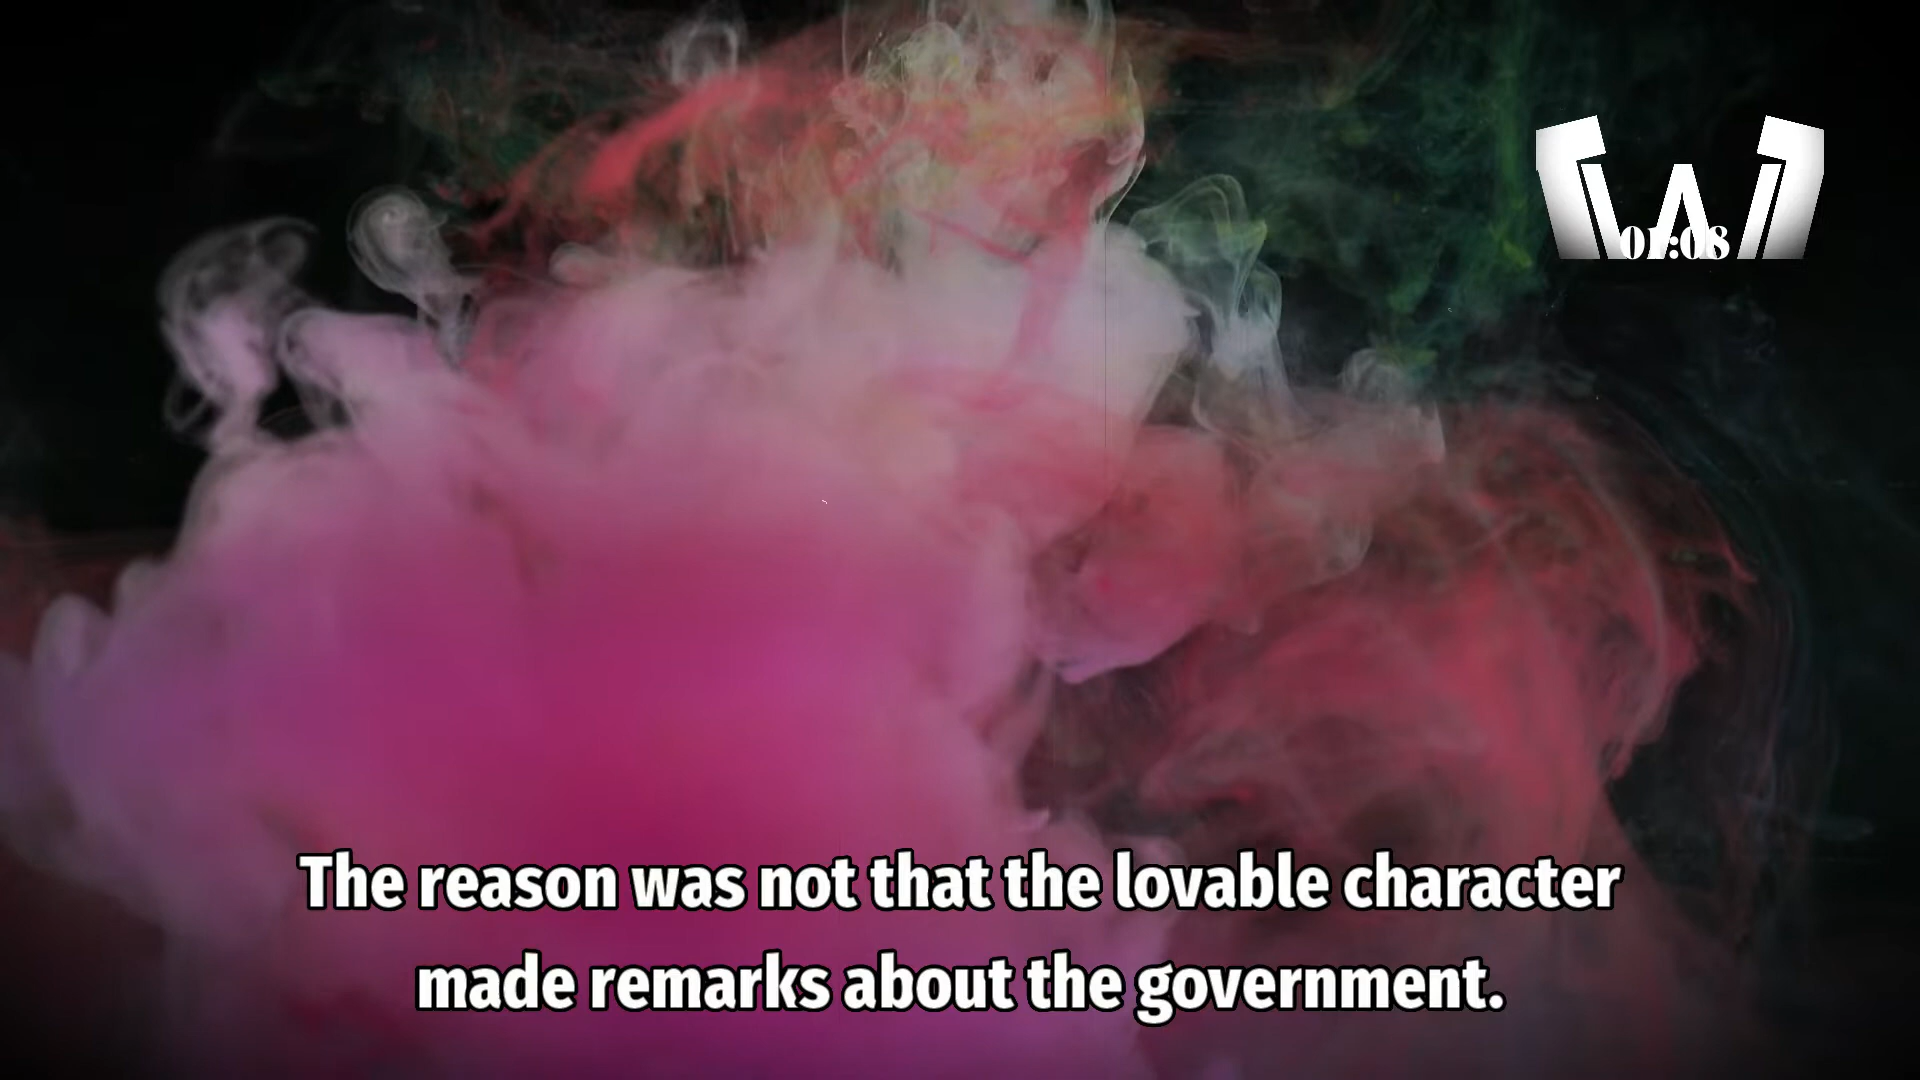 W
01:08
The reason was not that the lovable character
made remarks about the government.